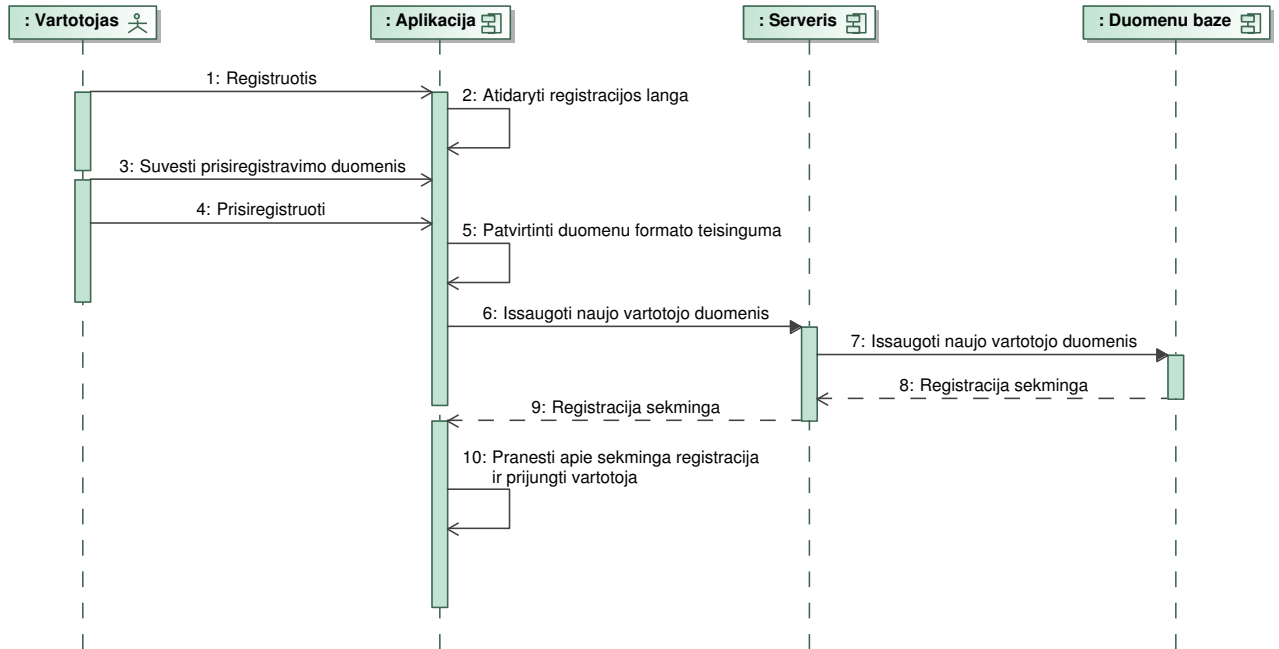 : Vartotojas
: Aplikacija
: Serveris
: Duomenu baze
1: Registruotis
2: Atidaryti registracijos langa
3: Suvesti prisiregistravimo duomenis
4: Prisiregistruoti
5: Patvirtinti duomenu formato teisinguma
6: Issaugoti naujo vartotojo duomenis
7: Issaugoti naujo vartotojo duomenis
8: Registracija sekminga
9: Registracija sekminga
10: Pranesti apie sekminga registracija
ir prijungti vartotoja